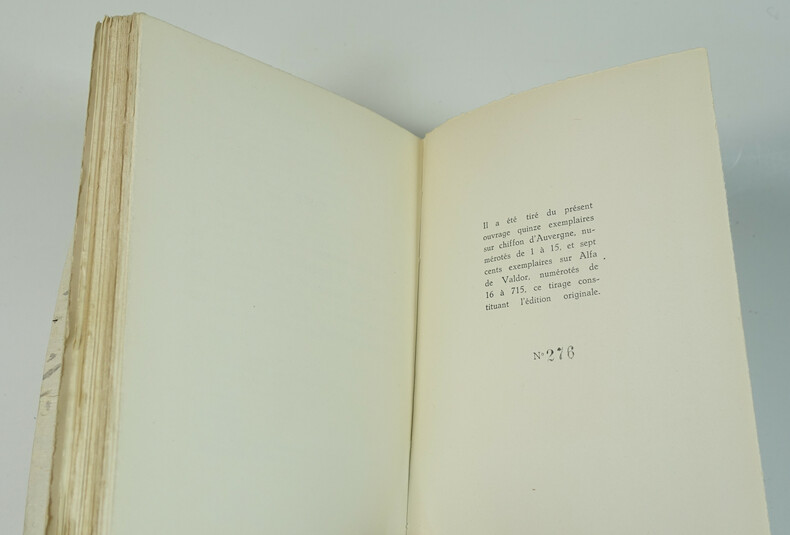 Il a été tiré du présent
ouvrage quinze exemplaires
sur chiffon d'Auvergne, nu-
mérotés de 1 à 15, et sept
cents exemplaires sur Alfa
de Valdor, numérotés de
16 à 715, ce tirage cons-
tituant l'édition originale.
No 276